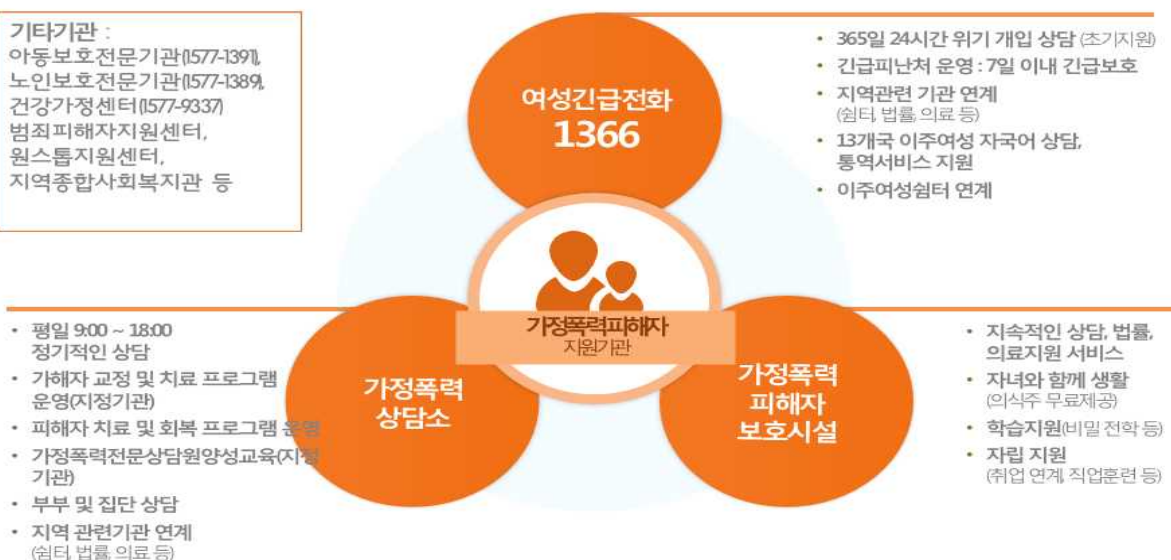 기타기관 :
아동보호전문기관(1577-1391),
노인보호전문기관(1577-1389),
건강가정센터(1577-9337)
범죄피해자지원센터,
원스톱지원센터,
지역종합사회복지관 등
여성긴급전화
1366
• 365일 24시간 위기 개입 상담 (초기지원)
• 긴급피난처 운영 : 7일 이내 긴급보호
• 지역관련 기관 연계
(쉼터, 법률, 의료 등)
• 13개국 이주여성 자국어 상담,
통역서비스 지원
• 이주여성쉼터 연계
가정폭력피해자
지원기관
• 평일 9:00 ~ 18:00
정기적인 상담
• 가해자 교정 및 치료 프로그램
운영(지정기관)
• 피해자 치료 및 회복 프로그램 운영
• 가정폭력전문상담원양성교육(지정
기관)
• 부부 및 집단 상담
• 지역 관련기관 연계
(쉼터, 법률, 의료 등)
가정폭력
상담소
가정폭력
피해자
보호시설
• 지속적인 상담, 법률,
의료지원 서비스
• 자녀와 함께 생활
(의식주 무료제공)
• 학습지원(비밀 전학 등)
• 자립 지원
(취업 연계, 직업훈련 등)